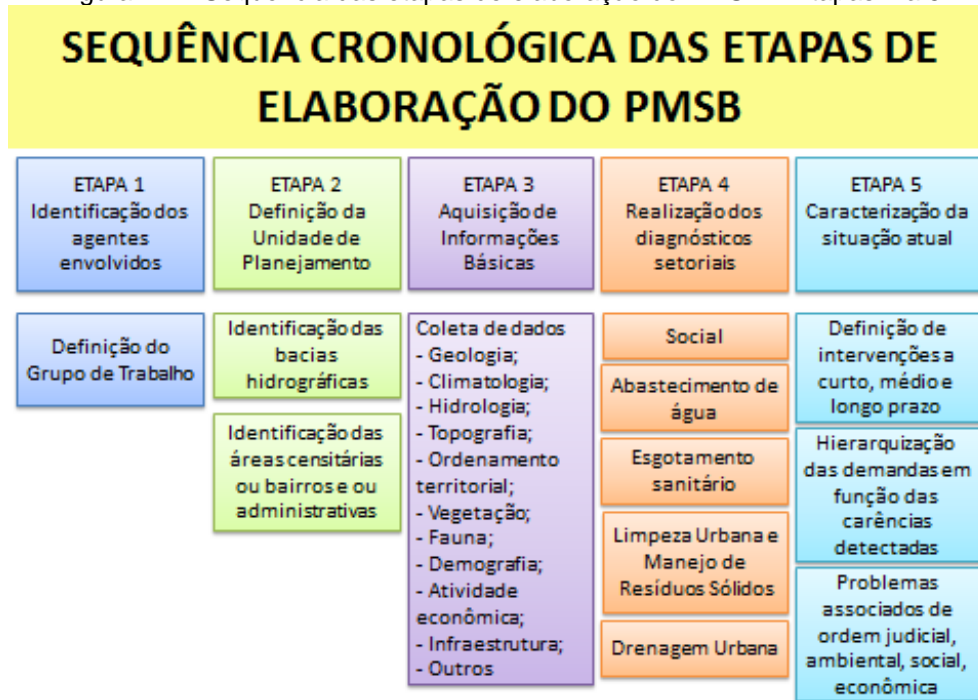 SEQUÊNCIA CRONOLÓGICA DAS ETAPAS DE
ELABORAÇÃO DO PMSB
ETAPA 1
Identificação dos
agentes
envolvidos
Definição do
Grupo de Trabalho
ETAPA 2
Definição da
Unidade de
Planejamento
Identificação das
bacias
hidrográficas
Identificação das
áreas censitárias
ou bairros e ou
administrativas
ETAPA 3
Aquisição de
Informações
Básicas
Coleta de dados
- Geologia;
- Climatologia;
- Hidrologia;
- Topografia;
- Ordenamento
territorial;
- Vegetação;
- Fauna;
- Demografia;
- Atividade
econômica;
- Infraestrutura;
- Outros
ETAPA 4
Realização dos
diagnósticos
setoriais
Social
Abastecimento de
água
Esgotamento
sanitário
Limpeza Urbana e
Manejo de
Resíduos Sólidos
Drenagem Urbana
ETAPA 5
Caracterização da
situação atual
Definição de
intervenções a
curto, médio e
longo prazo
Hierarquização
das demandas em
função das
carências
detectadas
Problemas
associados de
ordem judicial,
ambiental, social,
econômica